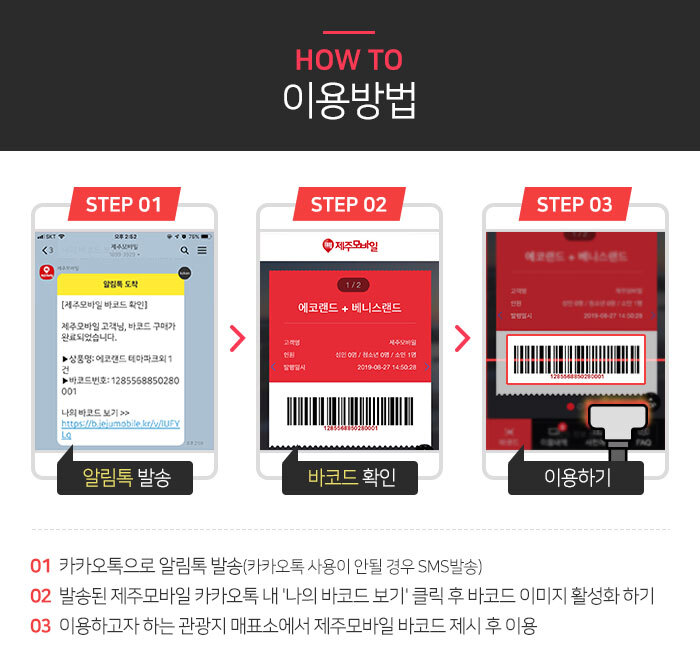 HOW TO
이용방법
STEP 01
SKT 오후 2:52 75%
3 제주모바일
제주모바일
알림톡 도착
[제주모바일 바코드 확인]
제주모바일 고객님, 바코드 구매가
완료되었습니다.
▶상품명: 에코랜드 테마파크외 1
건
▶바코드번호: 1285568850280
001
나의 바코드 보기 >>
https://b.jejumobile.kr/v/IUFY
Lg
알림톡 발송
STEP 02
제주모바일
1 / 2
에코랜드 + 베니스랜드
고객명 제주모바일
인원 성인 0명 / 청소년 0명 / 소인 1명
발행일시 2019-08-27 14:50:28
1285568850280001
바코드 확인
STEP 03
1 / 2
에코랜드 + 베니스랜드
고객명 제주모바일
인원 성인 0명 / 청소년 0명 / 소인 1명
발행일시 2019-08-27 14:50:28
1285568850280001
바코드 이용내역 FAQ
이용하기
01 카카오톡으로 알림톡 발송(카카오톡 사용이 안될 경우 SMS발송)
02 발송된 제주모바일 카카오톡 내 '나의 바코드 보기' 클릭 후 바코드 이미지 활성화 하기
03 이용하고자 하는 관광지 매표소에서 제주모바일 바코드 제시 후 이용